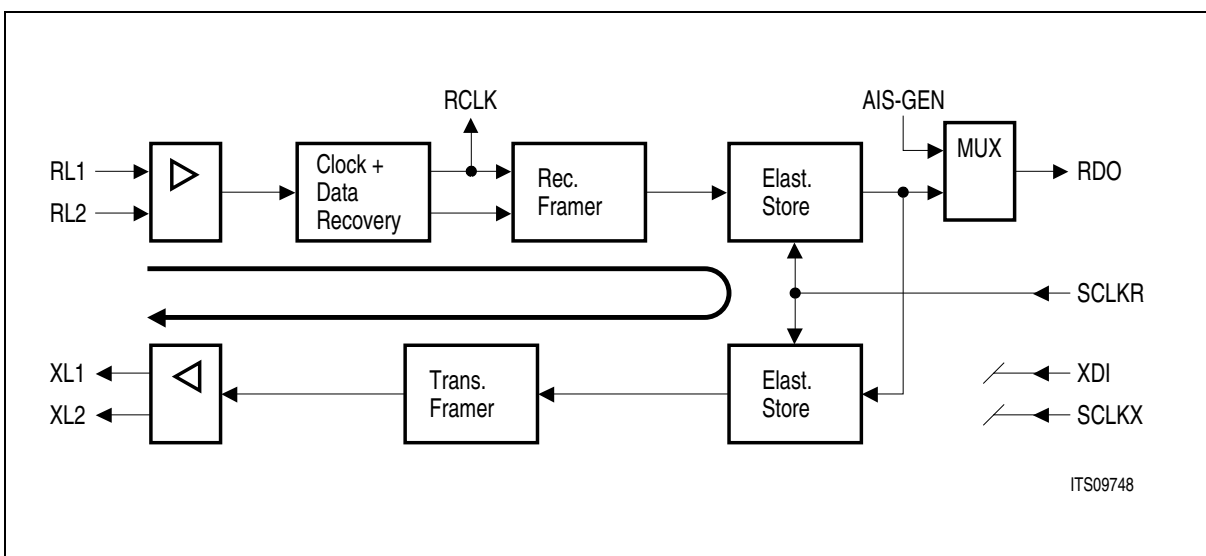 RCLK
AIS-GEN
RL1
RL2
Clock +
Data
Recovery
Rec.
Framer
Elast.
Store
MUX
RDO
SCLKR
XL1
XL2
Trans.
Framer
Elast.
Store
XDI
SCLKX
ITS09748